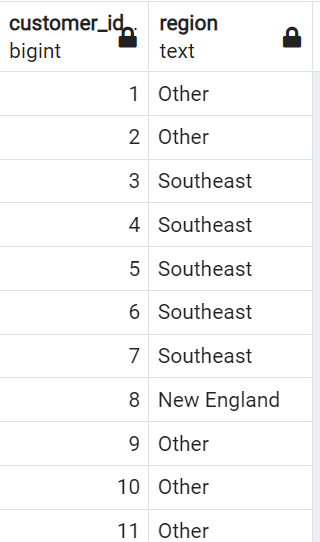 customer_id region
bigint text
1 Other
2 Other
3 Southeast
4 Southeast
5 Southeast
6 Southeast
7 Southeast
8 New England
9 Other
10 Other
11 Other